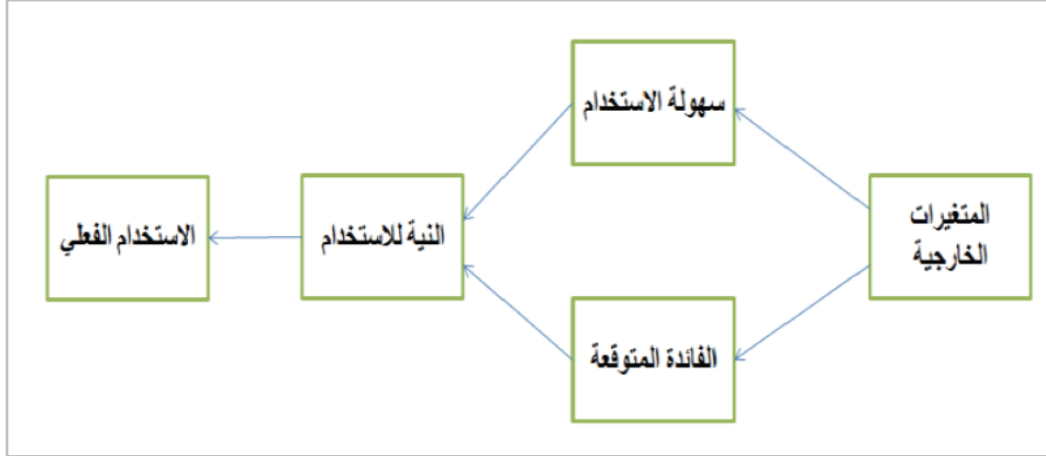 سهولة الاستخدام
المتغيرات
الخارجية
النية للاستخدام
الاستخدام الفعلي
الفائدة المتوقعة